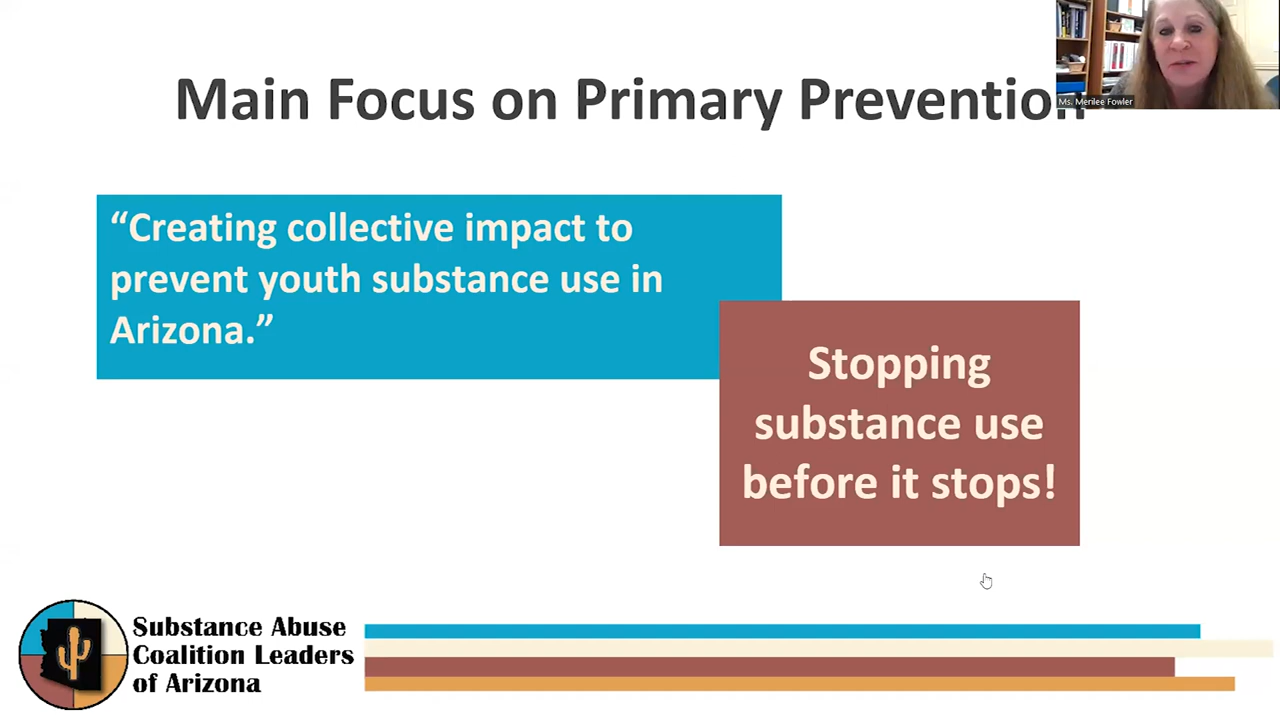 Main Focus on Primary Prevention
Ms. Merilee Fowler
“Creating collective impact to
prevent youth substance use in
Arizona.”
Stopping
substance use
before it stops!
Substance Abuse
Coalition Leaders
of Arizona